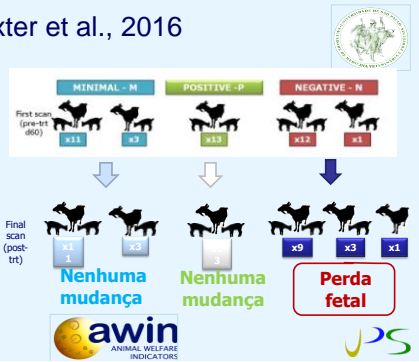 xter et al., 2016
MINIMAL - M
POSITIVE -P
NEGATIVE - N
First scan
(pre-trt
d60)
x11
x3
x13
x12
x1
Final
scan
(post-
trt)
x1
1
x3
3
x9
x3
x1
Nenhuma
mudança
Nenhuma
mudança
Perda
fetal
awin
ANIMAL WELFARE
INDICATORS